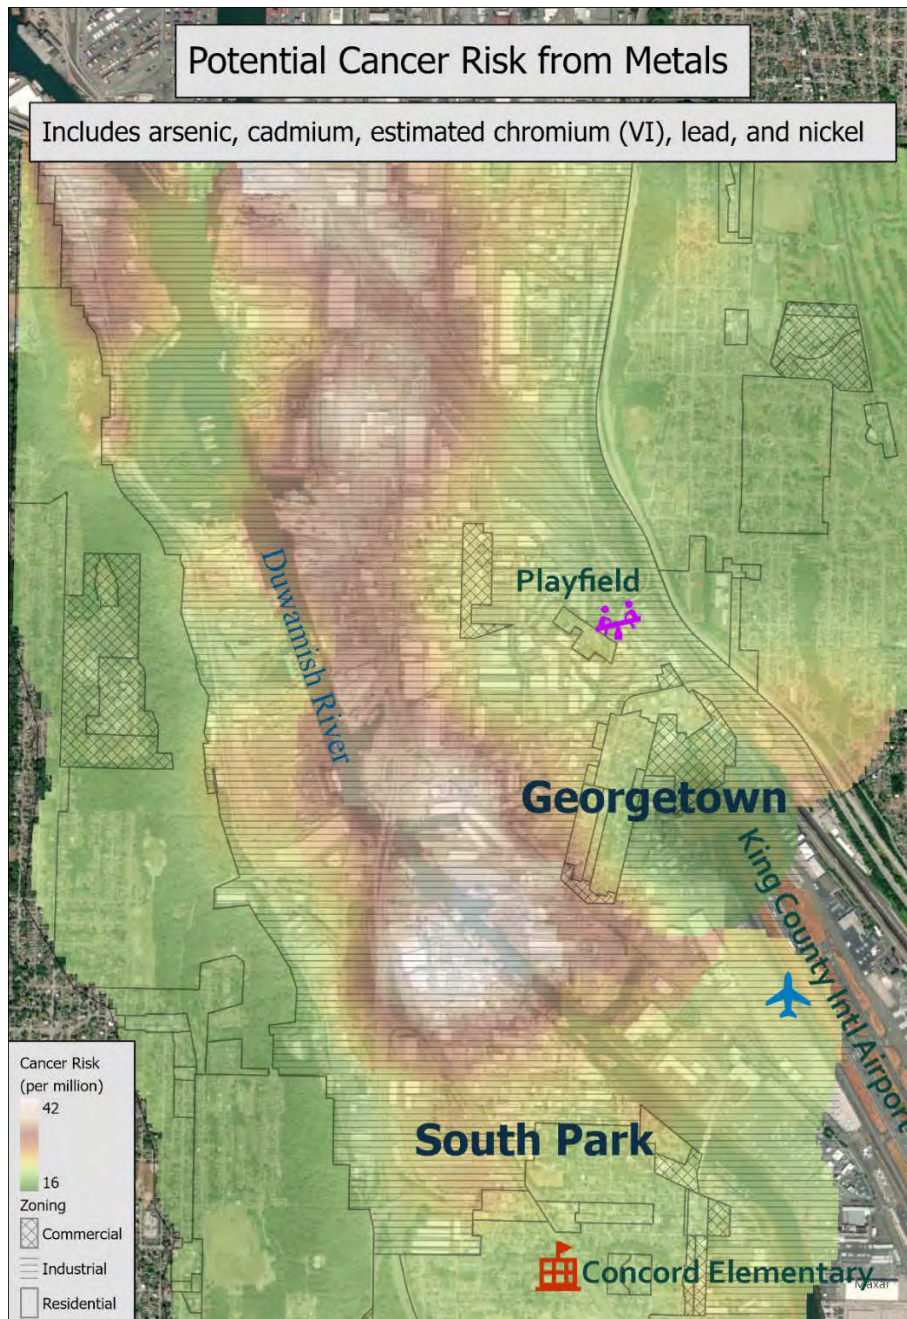 Potential Cancer Risk from Metals
Includes arsenic, cadmium, estimated chromium (VI), lead, and nickel
Duwamish River
Playfield
Georgetown
King County Intl Airport
South Park
Concord Elementary
Maxar
Cancer Risk
(per million)
42
16
Zoning
Commercial
Industrial
Residential